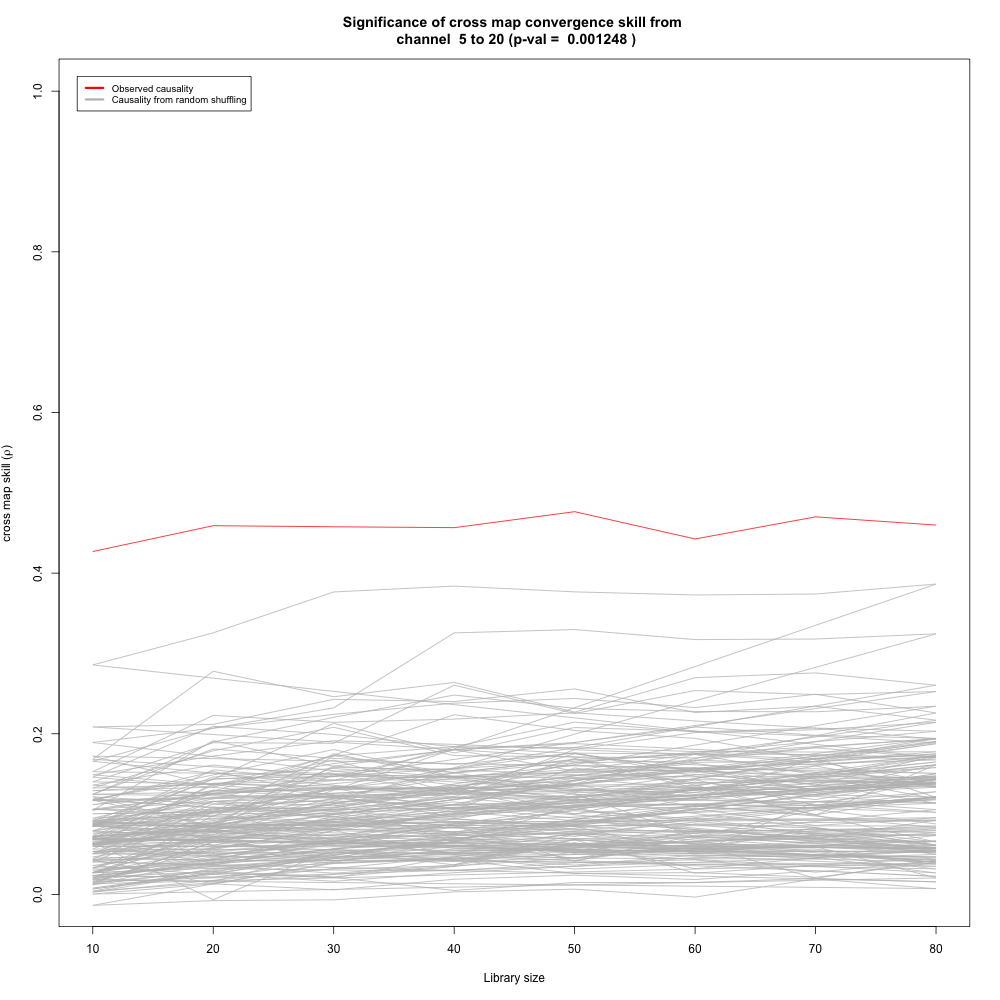 Significance of cross map convergence skill from
channel  5 to 20 (p-val =  0.001248 )
Observed causality
Causality from random shuffling
1.0
0.8
0.6
0.4
0.2
0.0
cross map skill (ρ)
10 20 30 40 50 60 70 80
Library size